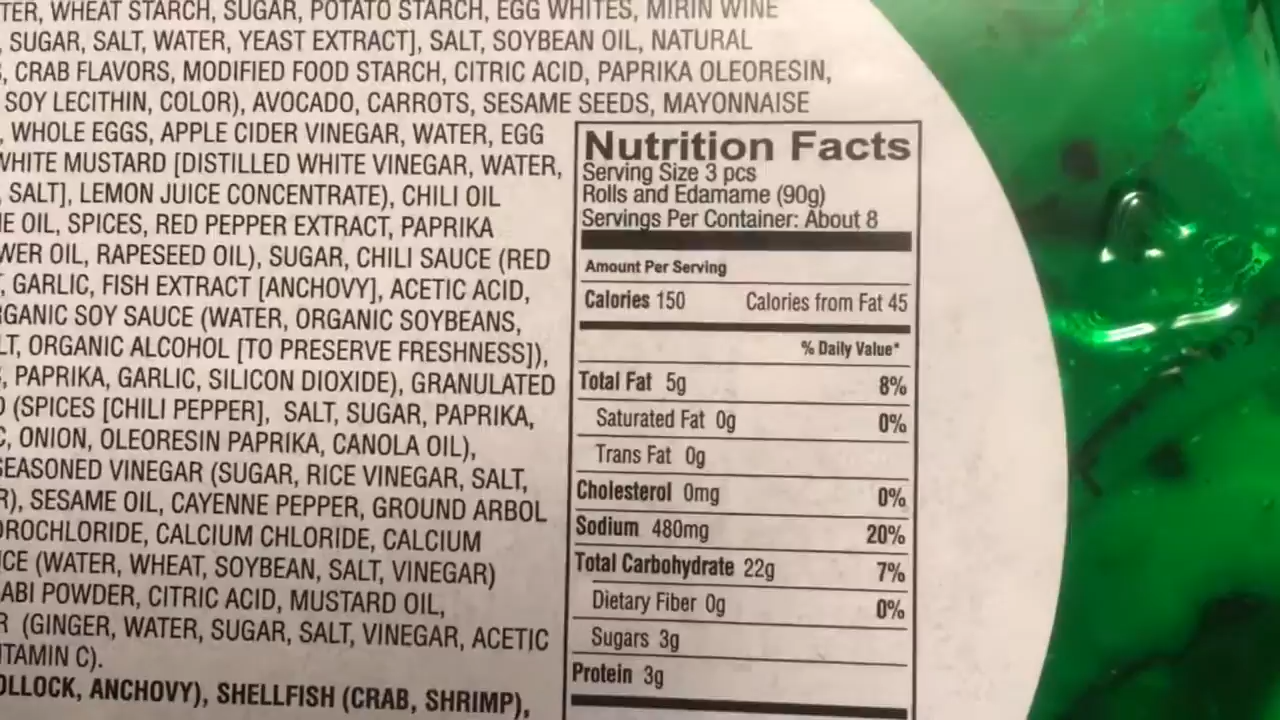 TER, WHEAT STARCH, SUGAR, POTATO STARCH, EGG WHITES, MIRIN WINE
, SUGAR, SALT, WATER, YEAST EXTRACT], SALT, SOYBEAN OIL, NATURAL
, CRAB FLAVORS, MODIFIED FOOD STARCH, CITRIC ACID, PAPRIKA OLEORESIN,
SOY LECITHIN, COLOR), AVOCADO, CARROTS, SESAME SEEDS, MAYONNAISE
, WHOLE EGGS, APPLE CIDER VINEGAR, WATER, EGG
WHITE MUSTARD [DISTILLED WHITE VINEGAR, WATER,
, SALT], LEMON JUICE CONCENTRATE), CHILI OIL
E OIL, SPICES, RED PEPPER EXTRACT, PAPRIKA
WER OIL, RAPESEED OIL), SUGAR, CHILI SAUCE (RED
, GARLIC, FISH EXTRACT [ANCHOVY], ACETIC ACID,
GANIC SOY SAUCE (WATER, ORGANIC SOYBEANS,
LT, ORGANIC ALCOHOL [TO PRESERVE FRESHNESS]),
, PAPRIKA, GARLIC, SILICON DIOXIDE), GRANULATED
(SPICES [CHILI PEPPER], SALT, SUGAR, PAPRIKA,
C, ONION, OLEORESIN PAPRIKA, CANOLA OIL),
SEASONED VINEGAR (SUGAR, RICE VINEGAR, SALT,
R), SESAME OIL, CAYENNE PEPPER, GROUND ARBOL
DROCHLORIDE, CALCIUM CHLORIDE, CALCIUM
CE (WATER, WHEAT, SOYBEAN, SALT, VINEGAR)
ABI POWDER, CITRIC ACID, MUSTARD OIL,
R (GINGER, WATER, SUGAR, SALT, VINEGAR, ACETIC
TAMIN C).
OLLOCK, ANCHOVY), SHELLFISH (CRAB, SHRIMP),
Nutrition Facts
Serving Size 3 pcs
Rolls and Edamame (90g)
Servings Per Container: About 8
Amount Per Serving
Calories 150 Calories from Fat 45
% Daily Value*
Total Fat 5g 8%
Saturated Fat 0g 0%
Trans Fat 0g
Cholesterol 0mg 0%
Sodium 480mg 20%
Total Carbohydrate 22g 7%
Dietary Fiber 0g 0%
Sugars 3g
Protein 3g